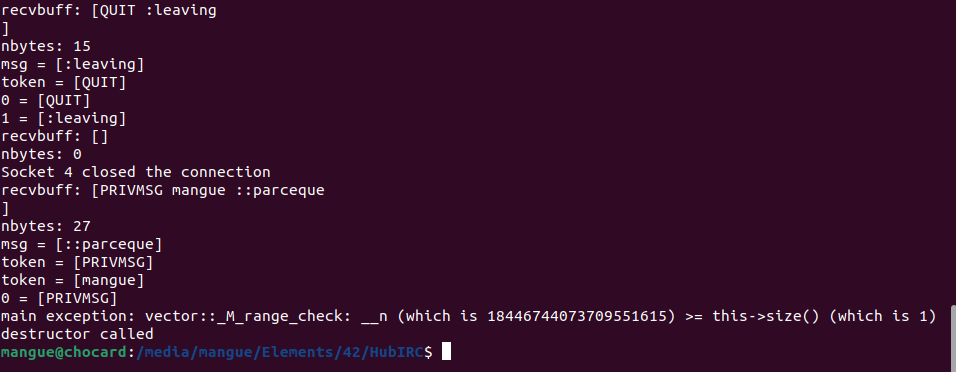 recvbuff: [QUIT :leaving
]
nbytes: 15
msg = [:leaving]
token = [QUIT]
0 = [QUIT]
1 = [:leaving]
recvbuff: []
nbytes: 0
Socket 4 closed the connection
recvbuff: [PRIVMSG mangue ::parceque
]
nbytes: 27
msg = [::parceque]
token = [PRIVMSG]
token = [mangue]
0 = [PRIVMSG]
main exception: vector::_M_range_check: __n (which is 18446744073709551615) >= this->size() (which is 1)
destructor called
mangue@chocard:/media/mangue/Elements/42/HubIRC$